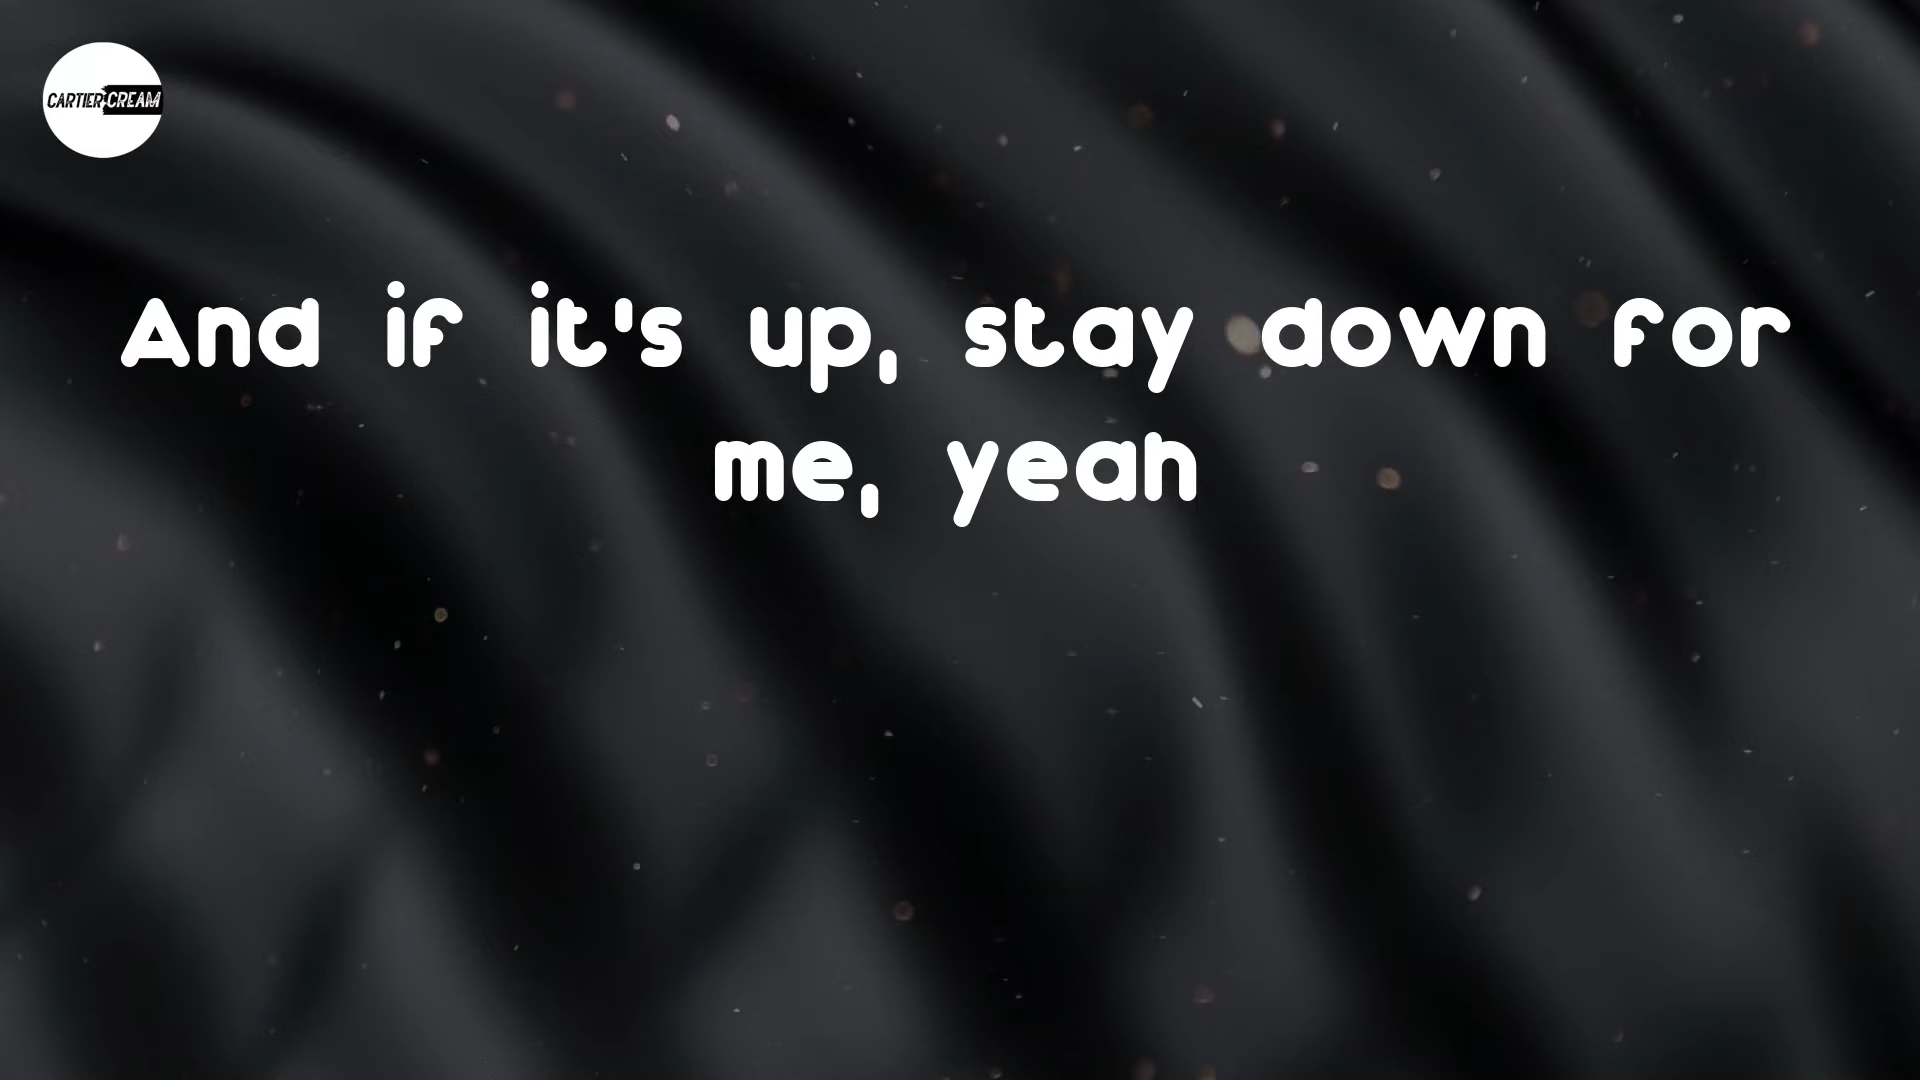 CARTIER CREAM
And if it's up, stay down for
me, yeah